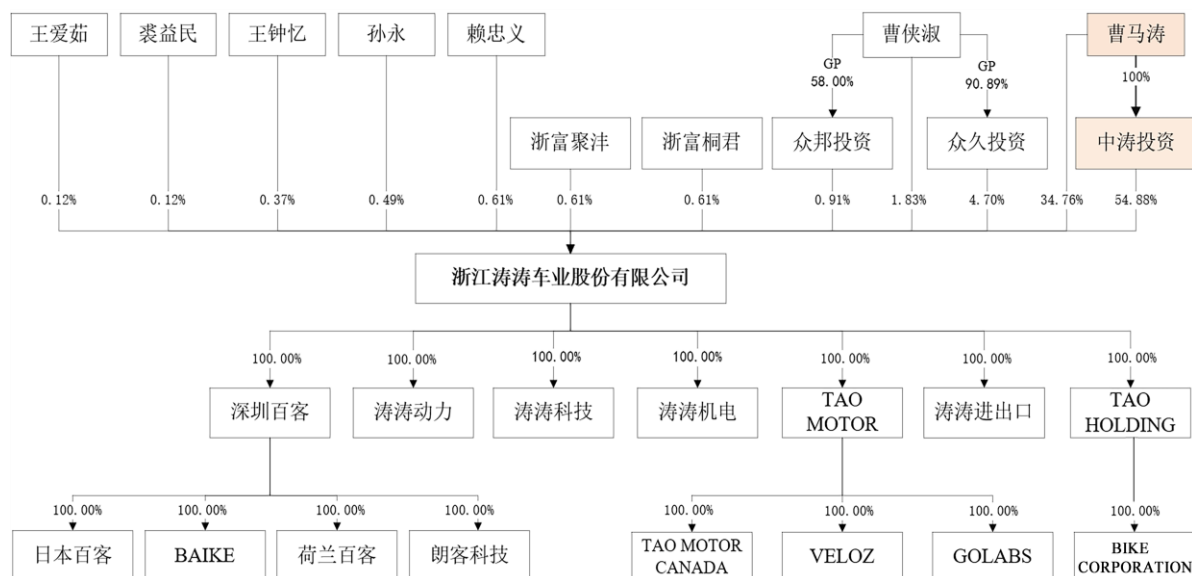 王爱茹
裘益民
王钟忆
孙永
赖忠义
曹侠淑
曹马涛
GP
58.00%
GP
90.89%
100%
浙富聚沣
浙富桐君
众邦投资
众久投资
中涛投资
0.12%
0.12%
0.37%
0.49%
0.61%
0.61%
0.61%
0.91%
1.83%
4.70%
34.76%
54.88%
浙江涛涛车业股份有限公司
100.00%
100.00%
100.00%
100.00%
100.00%
100.00%
100.00%
深圳百客
涛涛动力
涛涛科技
涛涛机电
TAO
MOTOR
涛涛进出口
TAO
HOLDING
100.00%
100.00%
100.00%
100.00%
100.00%
100.00%
100.00%
100.00%
日本百客
BAIKE
荷兰百客
朗客科技
TAO MOTOR
CANADA
VELOZ
GOLABS
BIKE
CORPORATION